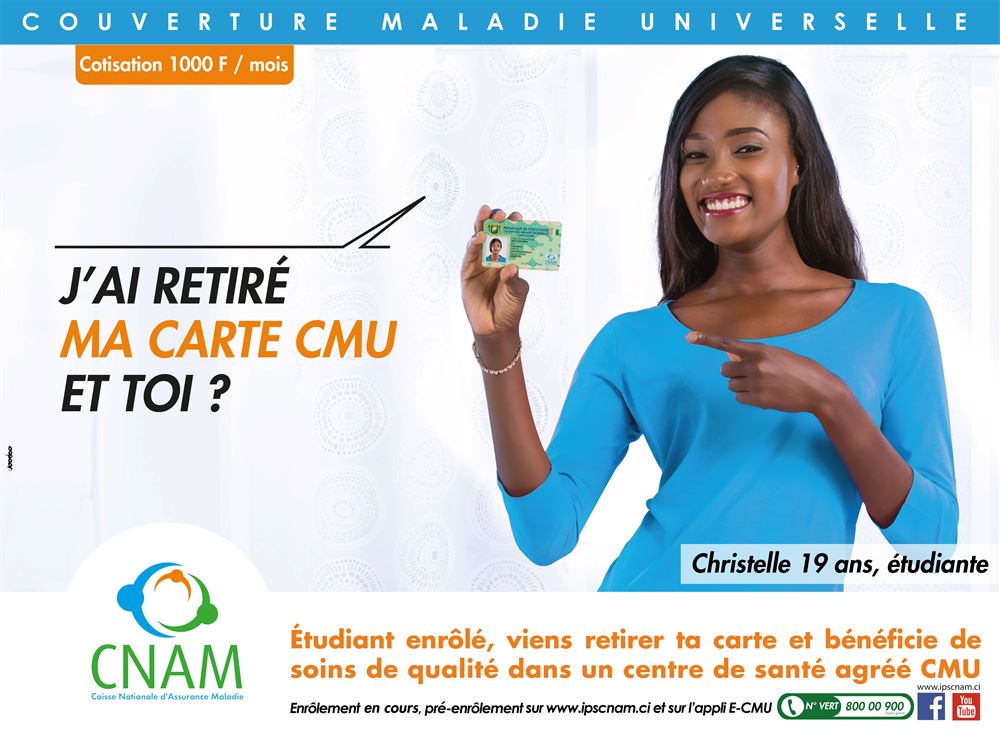 COUVERTURE MALADIE UNIVERSELLE
Cotisation 1000 F / mois
J'AI RETIRÉ
MA CARTE CMU
ET TOI ?
CNAM
Christelle 19 ans, étudiante
CNAM
Caisse Nationale d'Assurance Maladie
Étudiant enrôlé, viens retirer ta carte et bénéficie de
soins de qualité dans un centre de santé agréé CMU
www.ipscnam.ci
Enrôlement en cours, pré-enrôlement sur www.ipscnam.ci et sur l'appli E-CMU
N° VERT 800 00 900
f
You
Tube